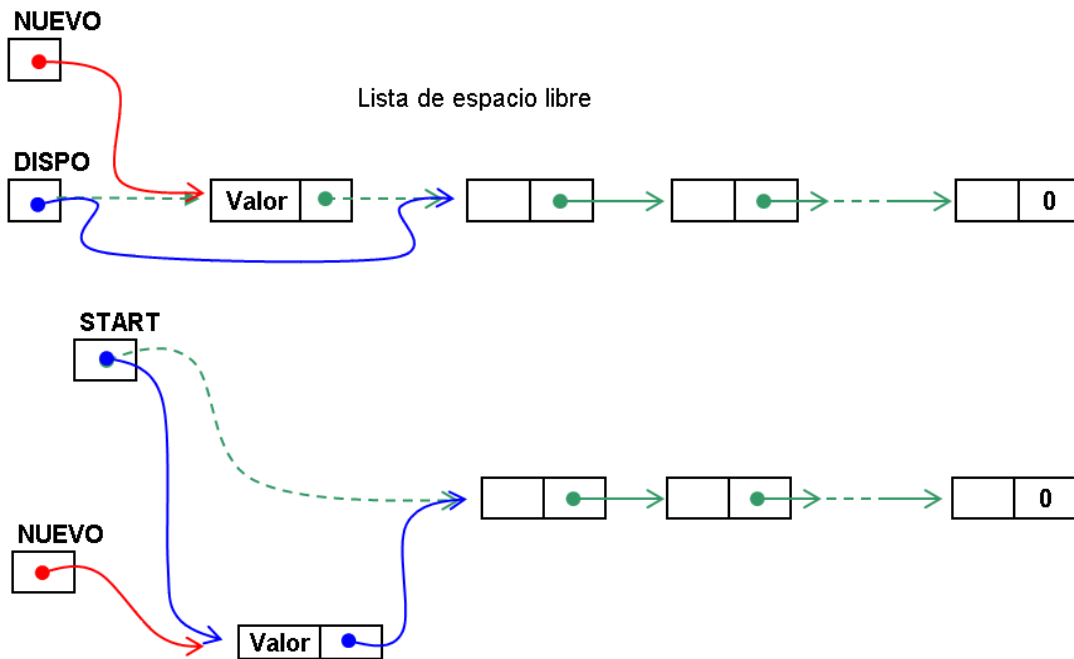 NUEVO
Lista de espacio libre
DISPO
Valor
0
START
0
NUEVO
Valor